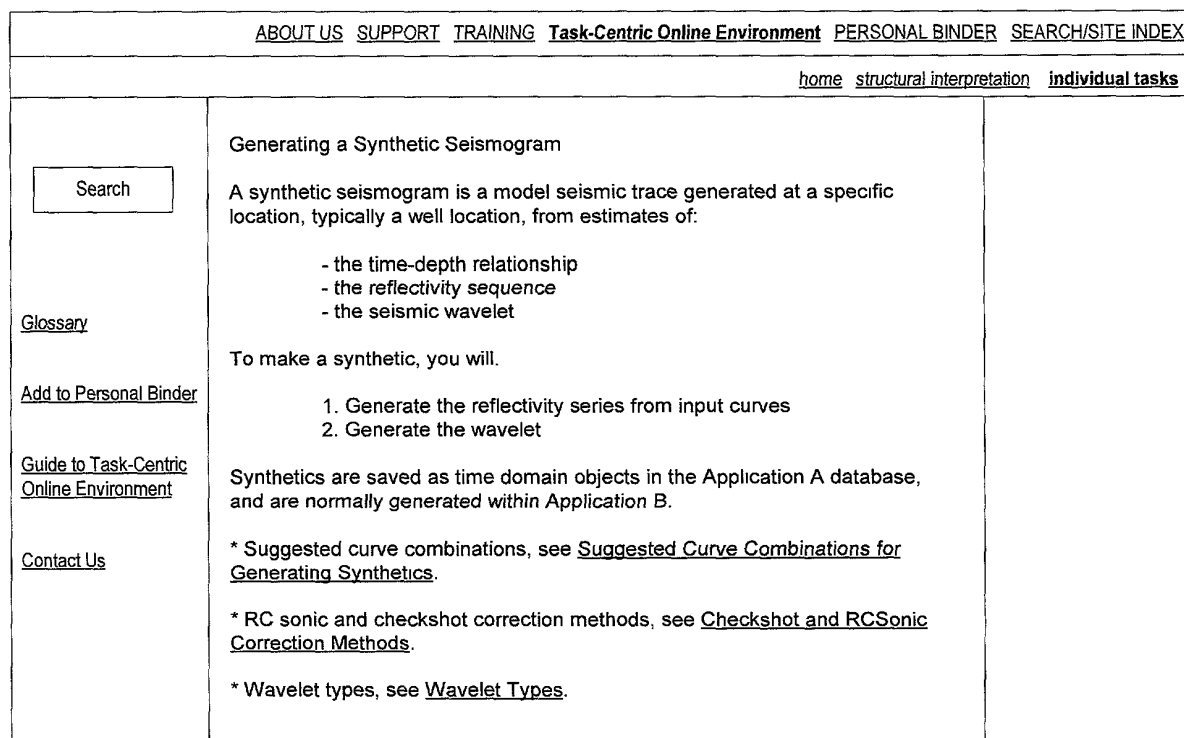 ABOUT US SUPPORT TRAINING Task-Centric Online Environment PERSONAL BINDER SEARCH/SITE INDEX
home structural interpretation individual tasks
Search
Glossary
Add to Personal Binder
Guide to Task-Centric
Online Environment
Contact Us
Generating a Synthetic Seismogram
A synthetic seismogram is a model seismic trace generated at a specific
location, typically a well location, from estimates of:
- the time-depth relationship
- the reflectivity sequence
- the seismic wavelet
To make a synthetic, you will.
1. Generate the reflectivity series from input curves
2. Generate the wavelet
Synthetics are saved as time domain objects in the Application A database,
and are normally generated within Application B.
* Suggested curve combinations, see Suggested Curve Combinations for
Generating Synthetics.
* RC sonic and checkshot correction methods, see Checkshot and RCSonic
Correction Methods.
* Wavelet types, see Wavelet Types.